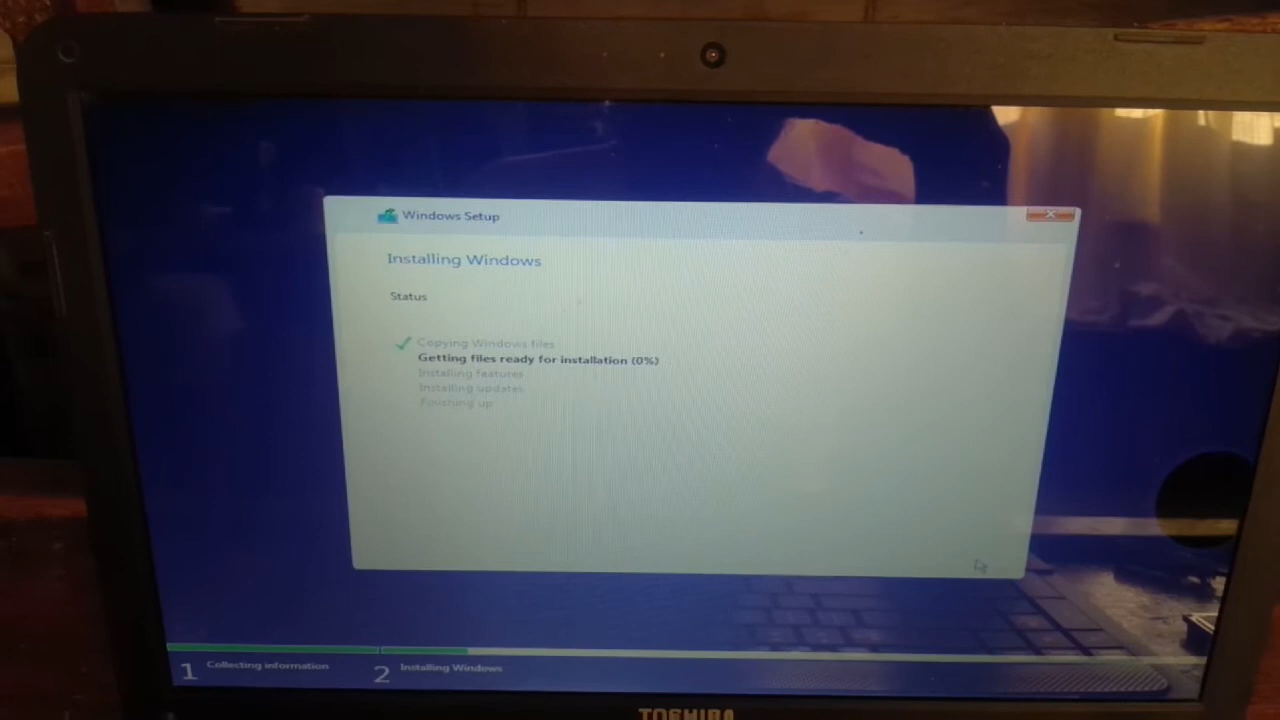 Windows Setup
Installing Windows
Status
Copying Windows files
Getting files ready for installation (0%)
Installing features
Installing updates
Finishing up
1 Collecting information
2 Installing Windows
TOSHIBA